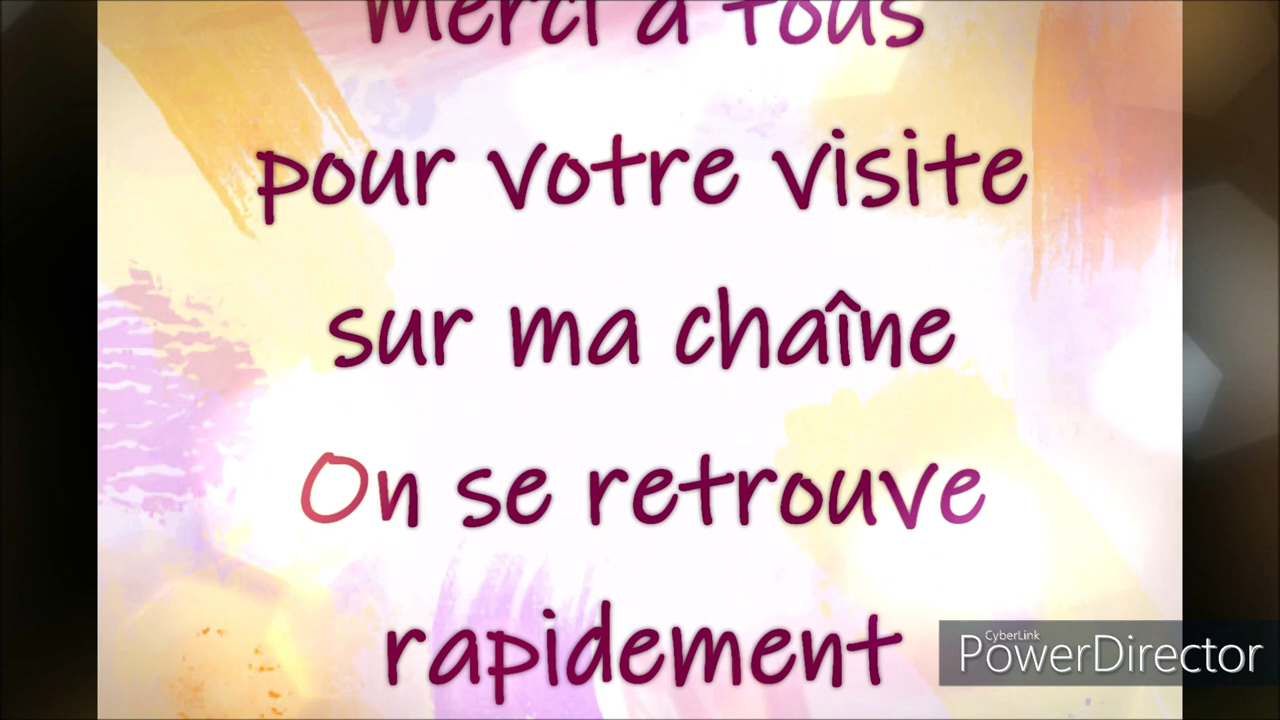 Merci à tous
pour votre visite
sur ma chaîne
On se retrouve
rapidement
CyberLink
PowerDirector